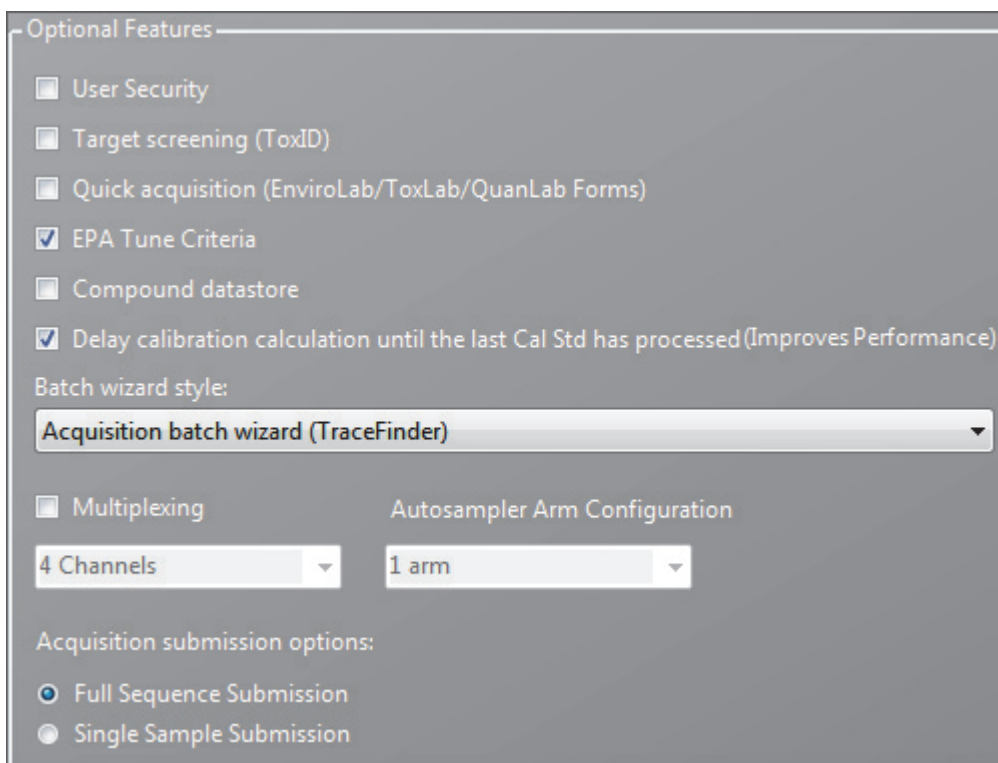 Optional Features
User Security
Target screening (ToxID)
Quick acquisition (EnviroLab/ToxLab/QuanLab Forms)
EPA Tune Criteria
Compound datastore
Delay calibration calculation until the last Cal Std has processed (Improves Performance)
Batch wizard style:
Acquisition batch wizard (TraceFinder)
Multiplexing
Autosampler Arm Configuration
4 Channels
1 arm
Acquisition submission options:
Full Sequence Submission
Single Sample Submission